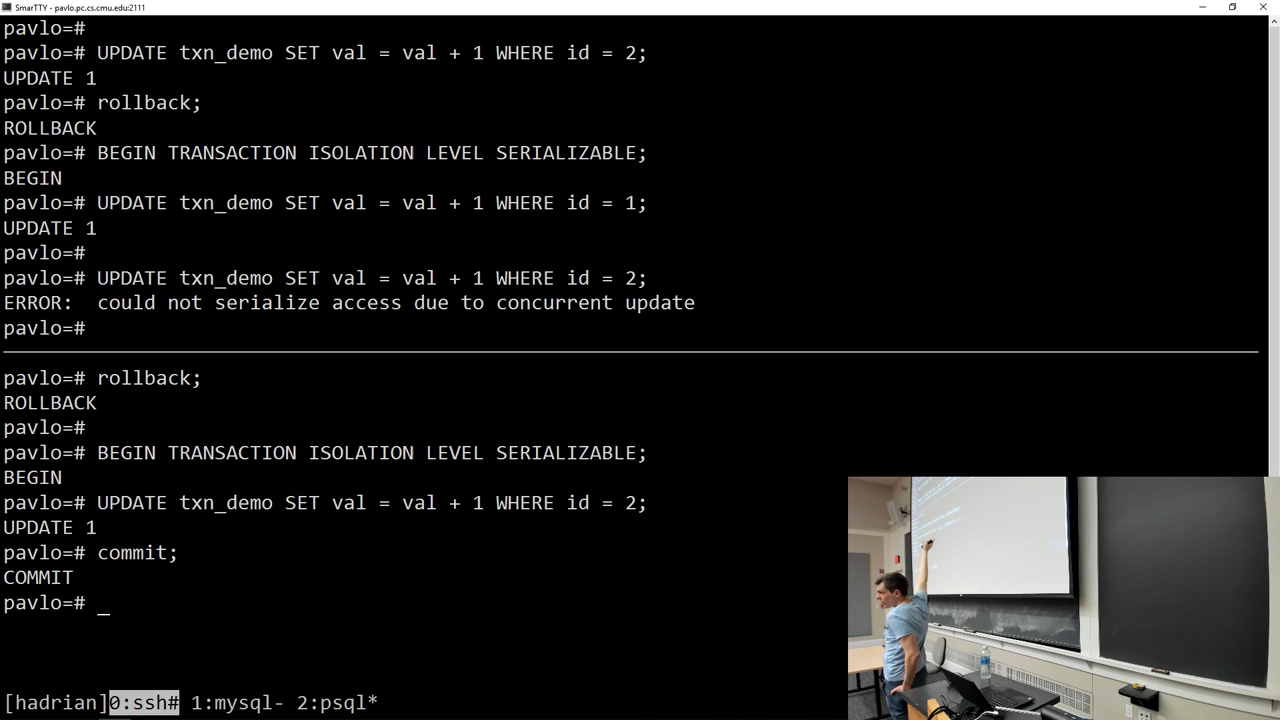 SmarTTY - pavlo.pc.cs.cmu.edu:2111
pavlo=#
pavlo=# UPDATE txn_demo SET val = val + 1 WHERE id = 2;
UPDATE 1
pavlo=# rollback;
ROLLBACK
pavlo=# BEGIN TRANSACTION ISOLATION LEVEL SERIALIZABLE;
BEGIN
pavlo=# UPDATE txn_demo SET val = val + 1 WHERE id = 1;
UPDATE 1
pavlo=#
pavlo=# UPDATE txn_demo SET val = val + 1 WHERE id = 2;
ERROR:  could not serialize access due to concurrent update
pavlo=#
pavlo=# rollback;
ROLLBACK
pavlo=#
pavlo=# BEGIN TRANSACTION ISOLATION LEVEL SERIALIZABLE;
BEGIN
pavlo=# UPDATE txn_demo SET val = val + 1 WHERE id = 2;
UPDATE 1
pavlo=# commit;
COMMIT
pavlo=# _
[hadrian]0:ssh# 1:mysql- 2:psql*